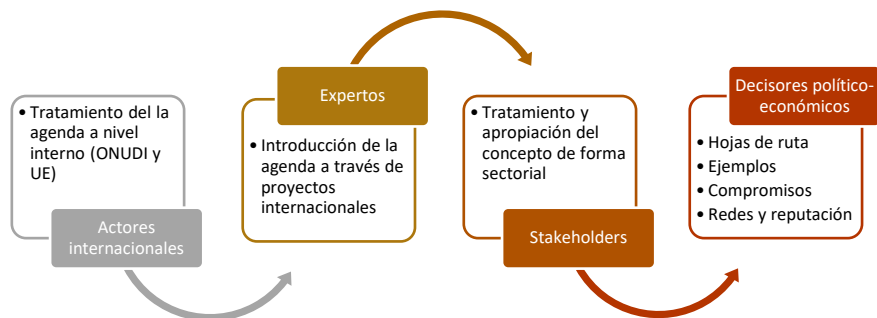 • Tratamiento del la
agenda a nivel
interno (ONUDI y
UE)
Actores
internacionales
Expertos
• Introducción de la
agenda a través de
proyectos
internacionales
• Tratamiento y
apropiación del
concepto de forma
sectorial
Stakeholders
Decisores político-
económicos
• Hojas de ruta
• Ejemplos
• Compromisos
• Redes y reputación